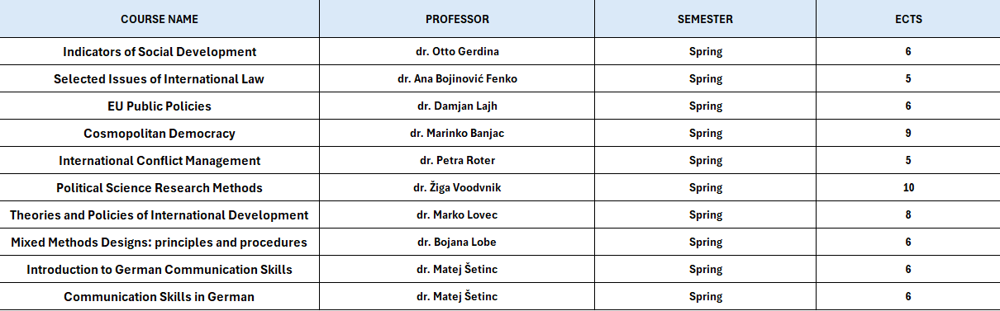 COURSE NAME PROFESSOR SEMESTER ECTS
Indicators of Social Development dr. Otto Gerdina Spring 6
Selected Issues of International Law dr. Ana Bojinović Fenko Spring 5
EU Public Policies dr. Damjan Lajh Spring 6
Cosmopolitan Democracy dr. Marinko Banjac Spring 9
International Conflict Management dr. Petra Roter Spring 5
Political Science Research Methods dr. Žiga Voodvnik Spring 10
Theories and Policies of International Development dr. Marko Lovec Spring 8
Mixed Methods Designs: principles and procedures dr. Bojana Lobe Spring 6
Introduction to German Communication Skills dr. Matej Šetinc Spring 6
Communication Skills in German dr. Matej Šetinc Spring 6